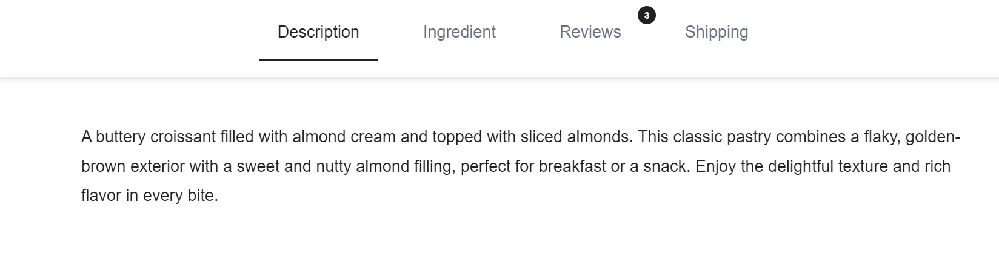 Description Ingredient Reviews 3 Shipping
A buttery croissant filled with almond cream and topped with sliced almonds. This classic pastry combines a flaky, golden-
brown exterior with a sweet and nutty almond filling, perfect for breakfast or a snack. Enjoy the delightful texture and rich
flavor in every bite.